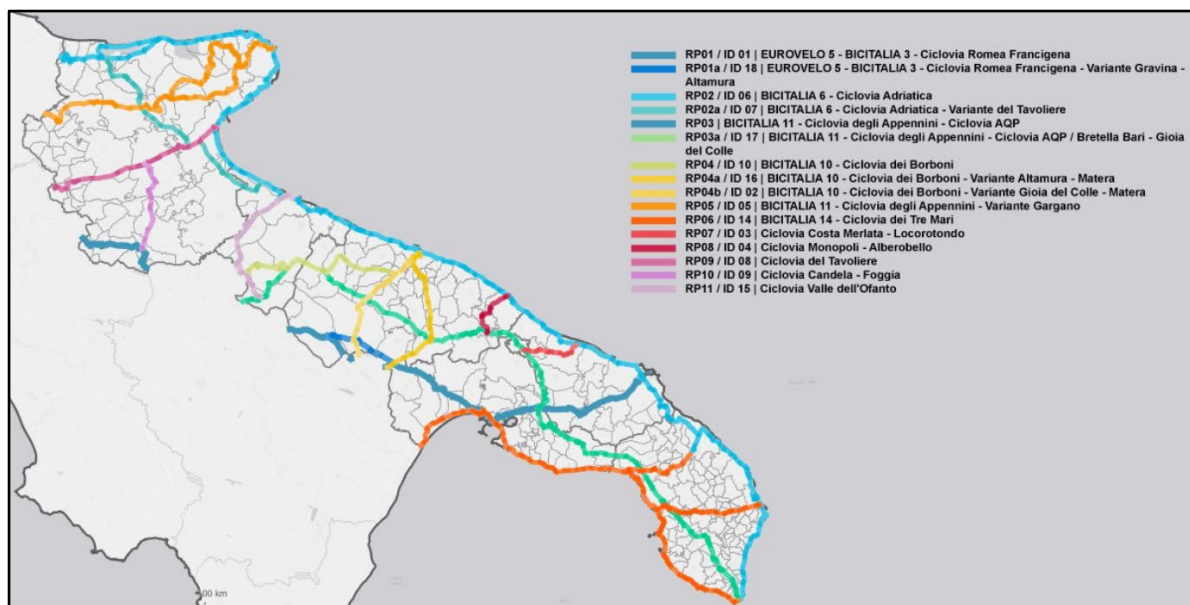 RP01 / ID 01 | EUROVELO 5 - BICITALIA 3 - Ciclovia Romea Francigena
RP01a / ID 18 | EUROVELO 5 - BICITALIA 3 - Ciclovia Romea Francigena - Variante Gravina -
Altamura
RP02 / ID 06 | BICITALIA 6 - Ciclovia Adriatica
RP02a / ID 07 | BICITALIA 6 - Ciclovia Adriatica - Variante del Tavoliere
RP03 | BICITALIA 11 - Ciclovia degli Appennini - Ciclovia AQP
RP03a / ID 17 | BICITALIA 11 - Ciclovia degli Appennini - Ciclovia AQP / Bretella Bari - Gioia
del Colle
RP04 / ID 10 | BICITALIA 10 - Ciclovia dei Borboni
RP04a / ID 16 | BICITALIA 10 - Ciclovia dei Borboni - Variante Altamura - Matera
RP04b / ID 02 | BICITALIA 10 - Ciclovia dei Borboni - Variante Gioia del Colle - Matera
RP05 / ID 05 | BICITALIA 11 - Ciclovia degli Appennini - Variante Gargano
RP06 / ID 14 | BICITALIA 14 - Ciclovia dei Tre Mari
RP07 / ID 03 | Ciclovia Costa Merlata - Locorotondo
RP08 / ID 04 | Ciclovia Monopoli - Alberobello
RP09 / ID 08 | Ciclovia del Tavoliere
RP10 / ID 09 | Ciclovia Candela - Foggia
RP11 / ID 15 | Ciclovia Valle dell'Ofanto
00 km